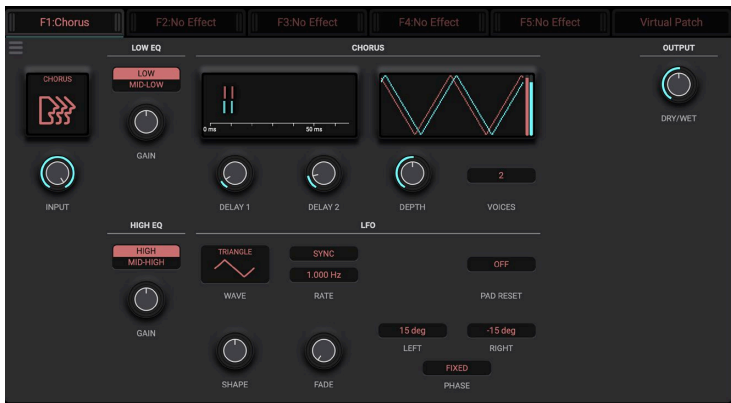 F1:Chorus
F2:No Effect
F3:No Effect
F4:No Effect
F5:No Effect
Virtual Patch
LOW EQ
CHORUS
OUTPUT
CHORUS
LOW
MID-LOW
0 ms
50 ms
GAIN
DRY/WET
2
INPUT
DELAY 1
DELAY 2
DEPTH
VOICES
HIGH EQ
LFO
HIGH
MID-HIGH
TRIANGLE
SYNC
1.000 Hz
OFF
WAVE
RATE
PAD RESET
GAIN
15 deg
-15 deg
LEFT
RIGHT
FIXED
SHAPE
FADE
PHASE